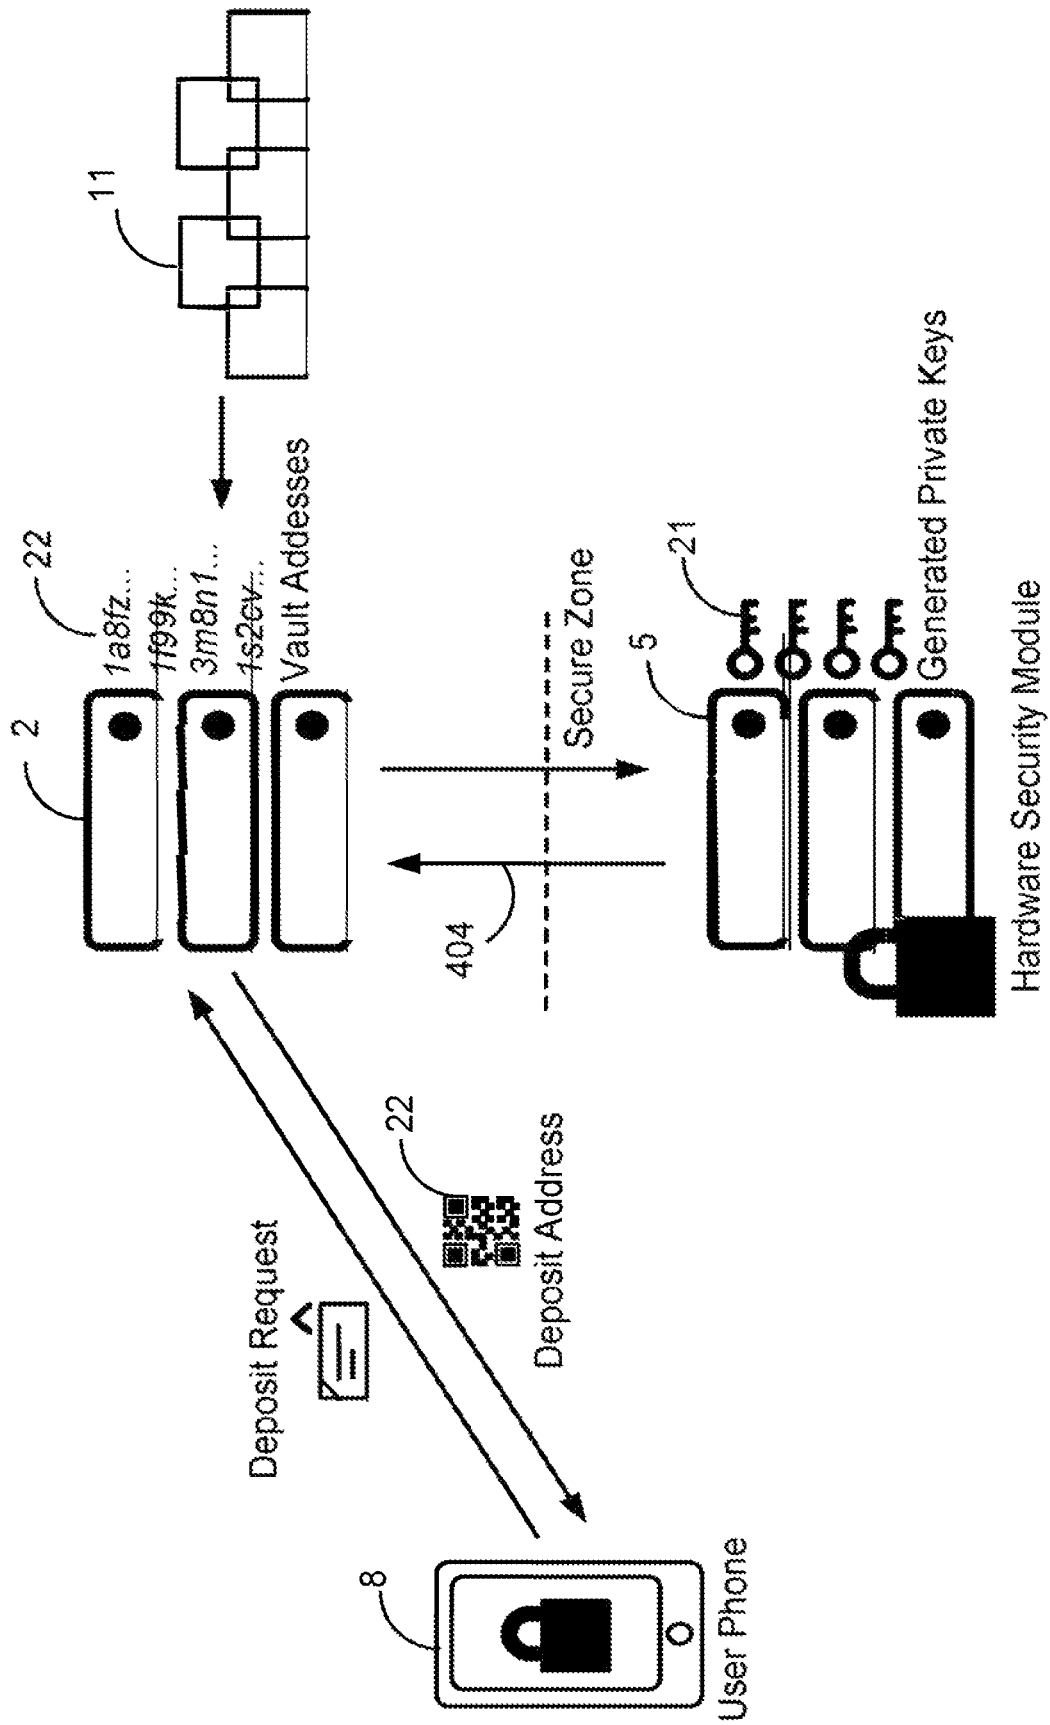 2
22
11
1a8fz...
1f99k...
3m8n1...
1s2cv...
Vault Addesses
Deposit Request
8
22
404
Deposit Address
Secure Zone
5
21
User Phone
Generated Private Keys
Hardware Security Module